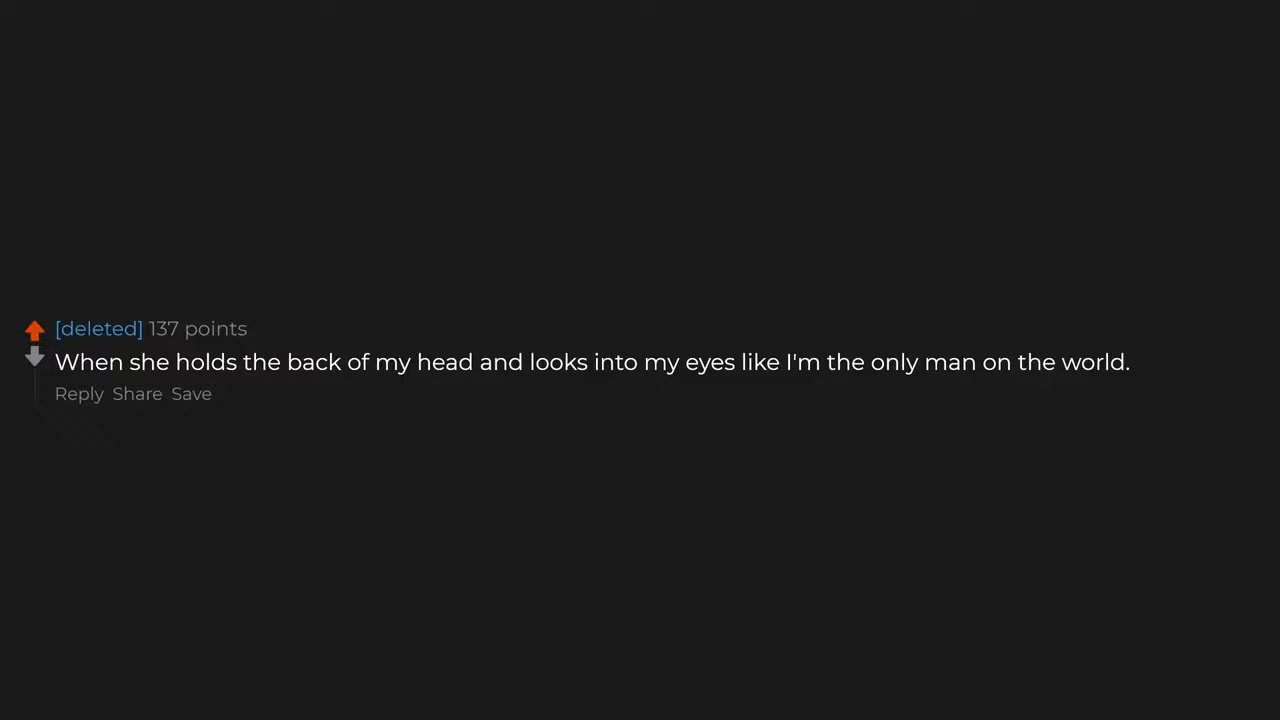 [deleted] 137 points
When she holds the back of my head and looks into my eyes like I'm the only man on the world.
Reply Share Save